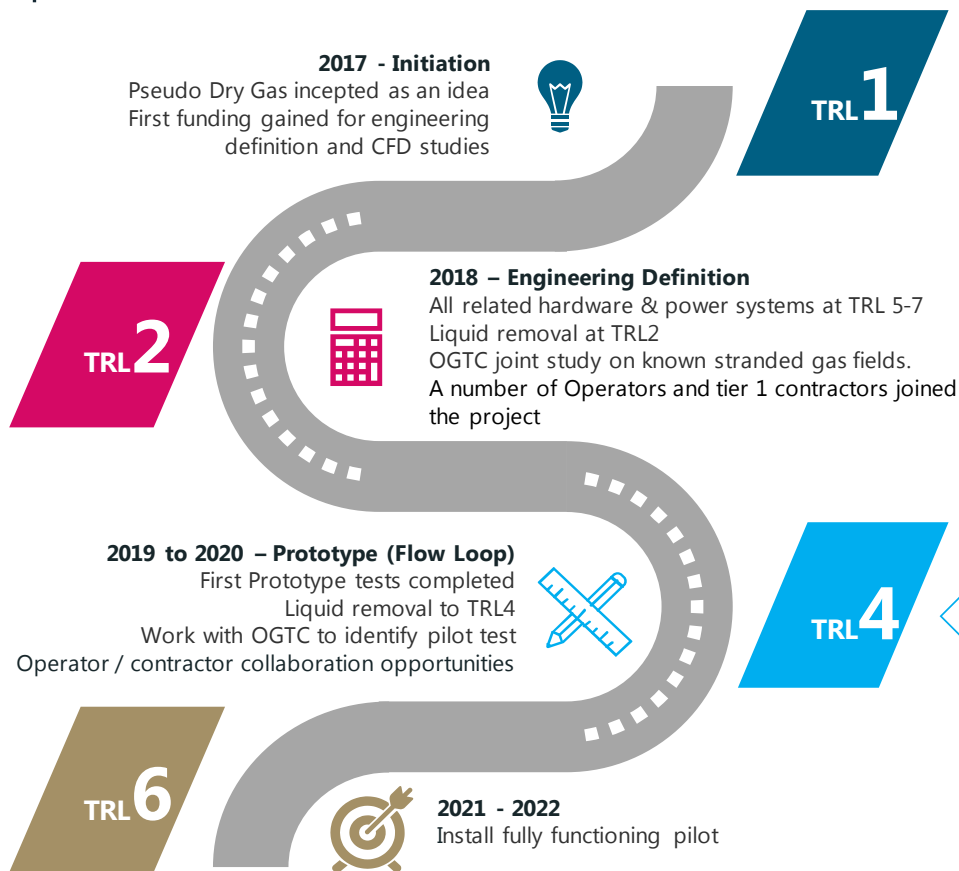 2017 - Initiation
Pseudo Dry Gas incepted as an idea
First funding gained for engineering
definition and CFD studies
TRL1
2018 – Engineering Definition
All related hardware & power systems at TRL 5-7
Liquid removal at TRL2
OGTC joint study on known stranded gas fields.
A number of Operators and tier 1 contractors joined
the project
TRL2
2019 to 2020 – Prototype (Flow Loop)
First Prototype tests completed
Liquid removal to TRL4
Work with OGTC to identify pilot test
Operator / contractor collaboration opportunities
TRL4
2021 - 2022
Install fully functioning pilot
TRL6